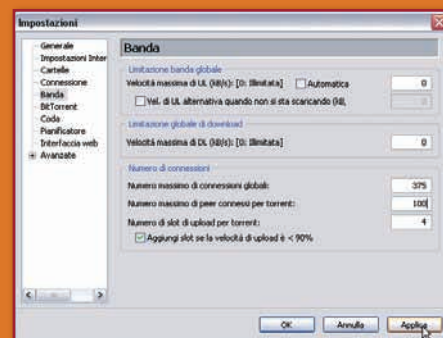 Impostazioni
Generale
Impostazioni Inter
Cartelle
Connessione
Banda
BitTorrent
Coda
Pianificatore
Interfaccia web
Avanzate
Banda
Limitazione banda globale
Velocità massima di UL (kB/s): [0: Illimitata] Automatica 0
Vel. di UL alternativa quando non si sta scaricando (kB, 0
Limitazione globale di download
Velocità massima di DL (kB/s): [0: Illimitata] 0
Numero di connessioni
Numero massimo di connessioni globali: 375
Numero massimo di peer connessi per torrent: 100
Numero di slot di upload per torrent: 4
Aggiungi slot se la velocità di upload è < 90%
OK Annulla Applica